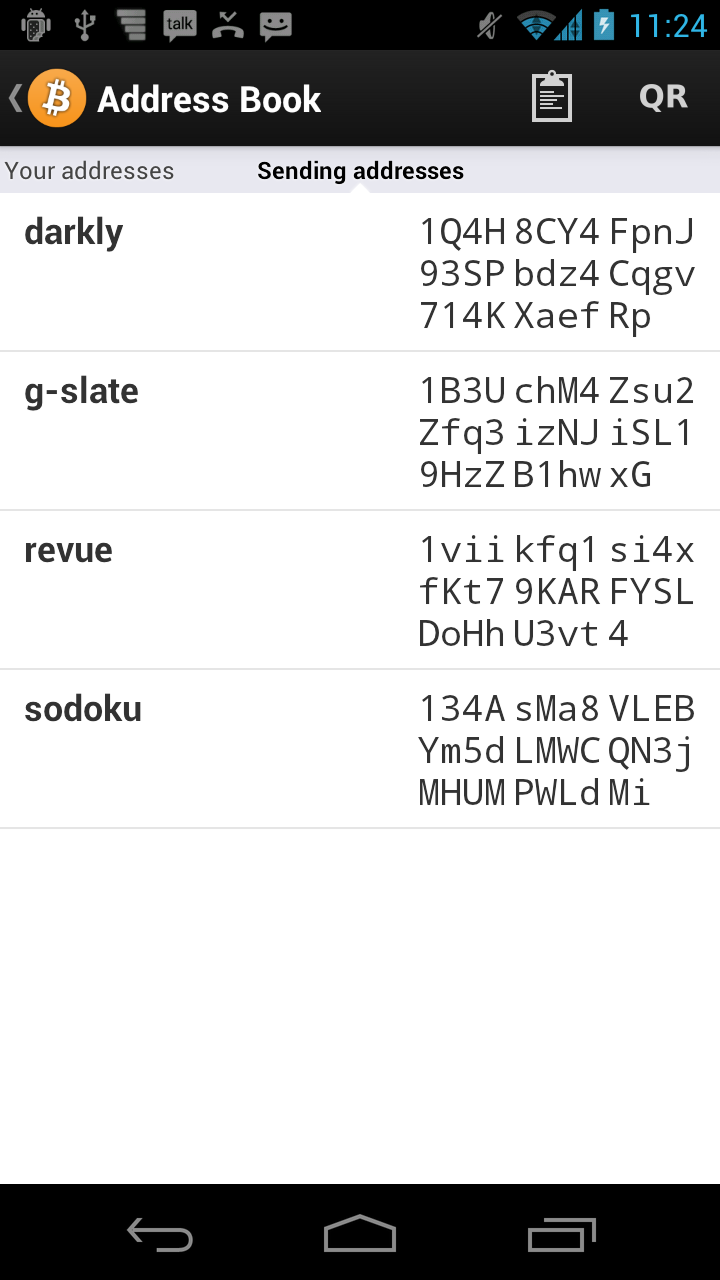 talk 11:24
Address Book QR
Your addresses Sending addresses
darkly 1Q4H 8CY4 FpnJ
93SP bdz4 Cqgv
714K Xaef Rp
g-slate 1B3U chM4 Zsu2
Zfq3 izNJ iSL1
9HzZ B1hw xG
revue 1vii kfq1 si4x
fKt7 9KAR FYSL
DoHh U3vt 4
sodoku 134A sMa8 VLEB
Ym5d LMWC QN3j
MHUM PWLd Mi